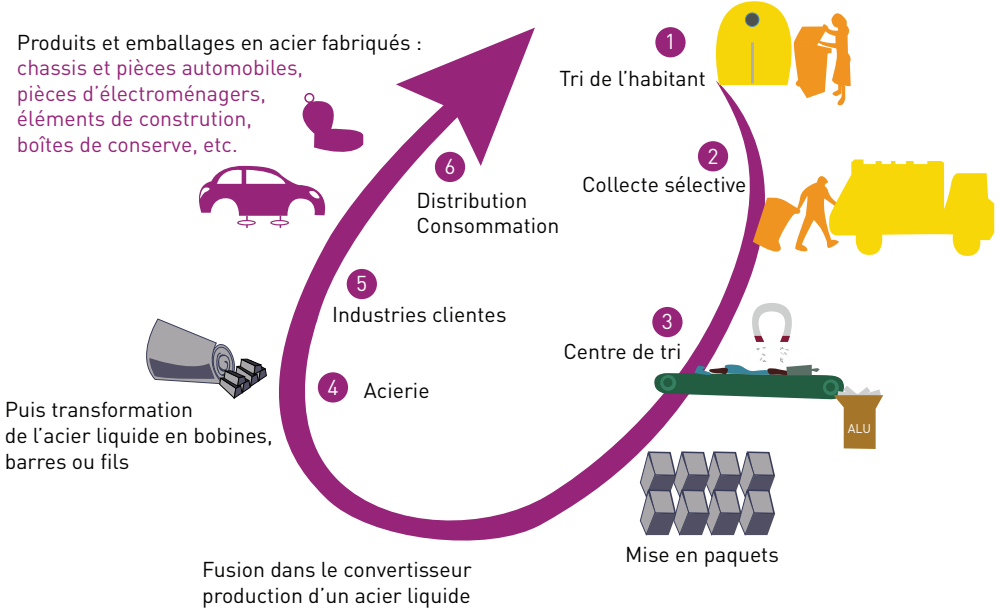 Produits et emballages en acier fabriqués :
chassis et pièces automobiles,
pièces d’électroménagers,
éléments de constrution,
boîtes de conserve, etc.
1
Tri de l’habitant
2
Collecte sélective
3
Centre de tri
ALU
Mise en paquets
Fusion dans le convertisseur
production d’un acier liquide
4 Acierie
Puis transformation
de l’acier liquide en bobines,
barres ou fils
5
Industries clientes
6
Distribution
Consommation